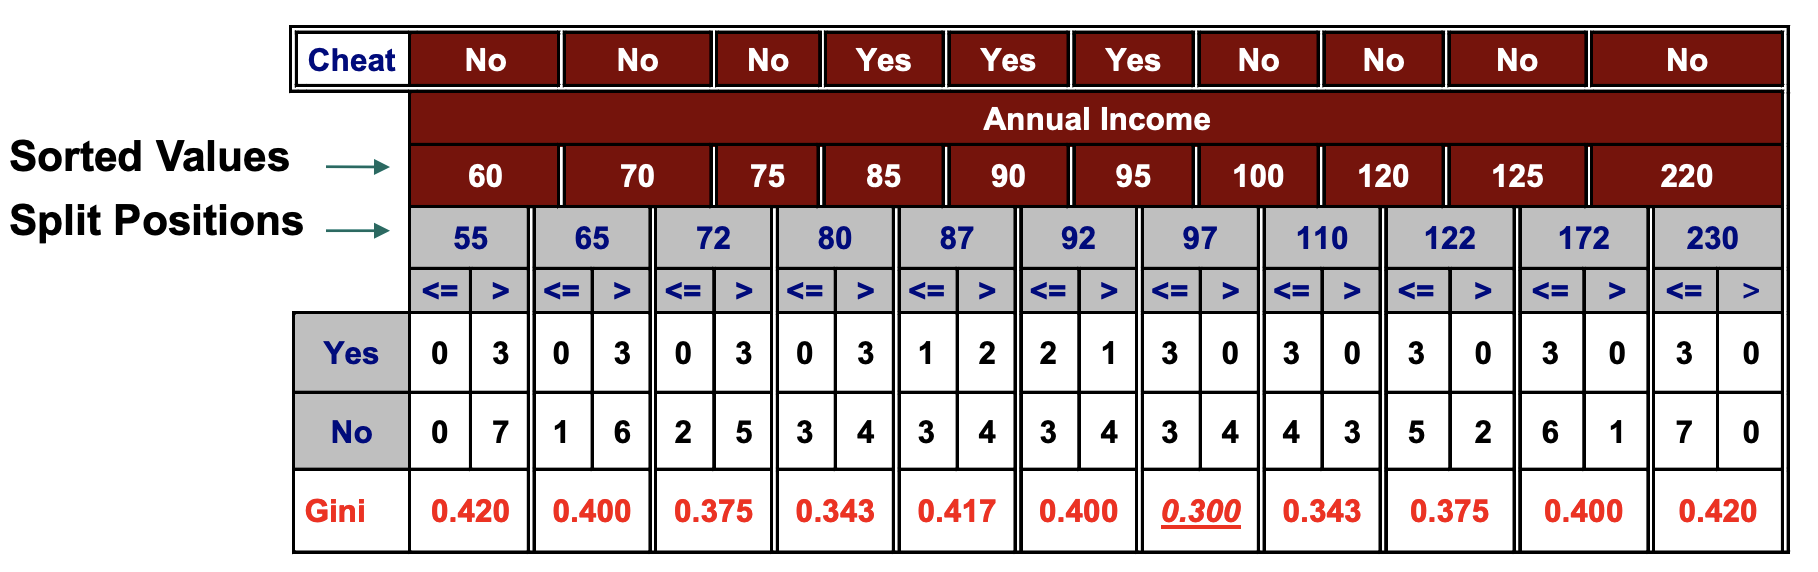 Cheat No No No Yes Yes Yes No No No No
Annual Income
Sorted Values 60 70 75 85 90 95 100 120 125 220
Split Positions 55 65 72 80 87 92 97 110 122 172 230
<= > <= > <= > <= > <= > <= > <= > <= > <= > <= > <= >
Yes 0 3 0 3 0 3 0 3 1 2 2 1 3 0 3 0 3 0 3 0 3 0
No 0 7 1 6 2 5 3 4 3 4 3 4 3 4 4 3 5 2 6 1 7 0
Gini 0.420 0.400 0.375 0.343 0.417 0.400 0.300 0.343 0.375 0.400 0.420